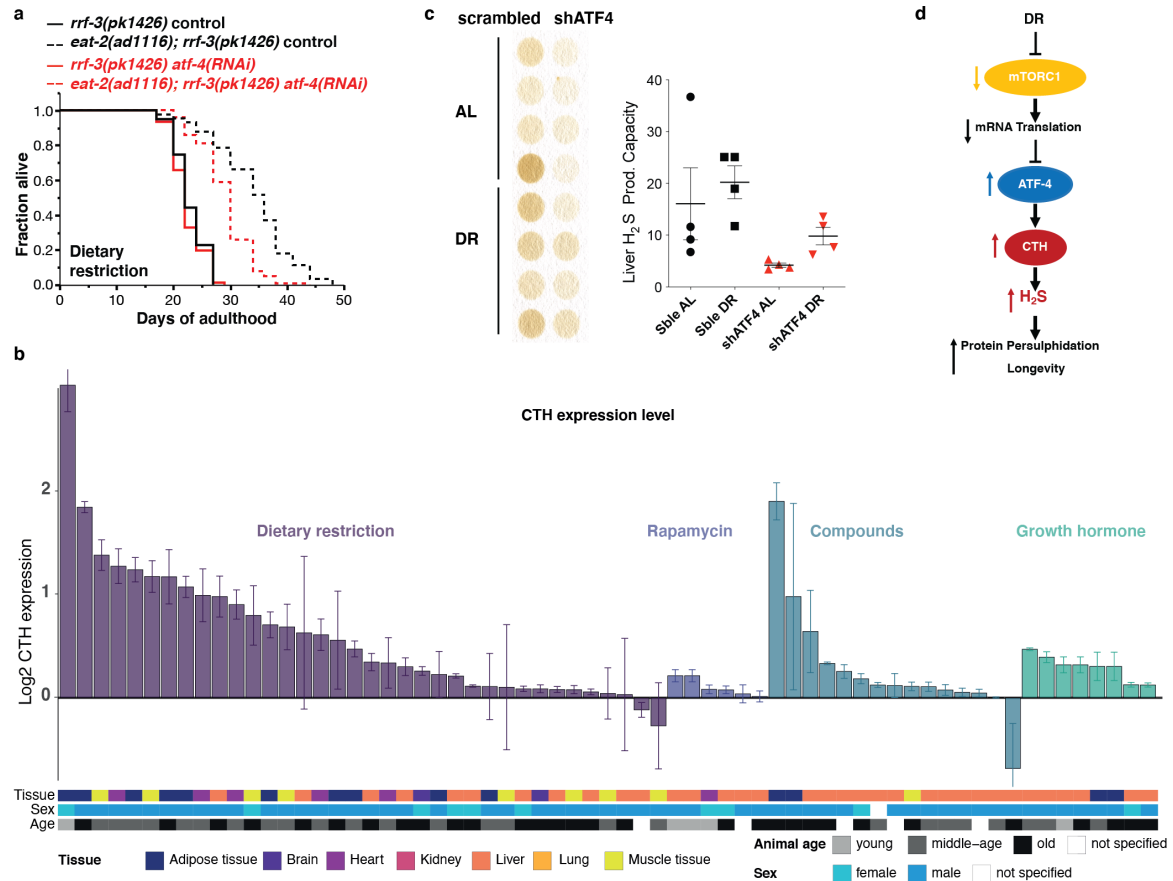 a
rrf-3(pk1426) control
eat-2(ad1116); rrf-3(pk1426) control
rrf-3(pk1426) atf-4(RNAi)
eat-2(ad1116); rrf-3(pk1426) atf-4(RNAi)
Fraction alive
1.0
0.8
0.6
0.4
0.2
0.0
Dietary
restriction
0 10 20 30 40 50
Days of adulthood
c
scrambled shATF4
AL
DR
Liver H2S Prod. Capacity
40
30
20
10
0
Sble AL
Sble DR
shATF4 AL
shATF4 DR
d
DR
mTORC1
mRNA Translation
ATF-4
CTH
H2S
Protein Persulphidation
Longevity
b
CTH expression level
Log2 CTH expression
2
1
0
Dietary restriction
Rapamycin
Compounds
Growth hormone
Tissue
Sex
Age
Tissue Adipose tissue Brain Heart Kidney Liver Lung Muscle tissue
Animal age young middle-age old not specified
Sex female male not specified